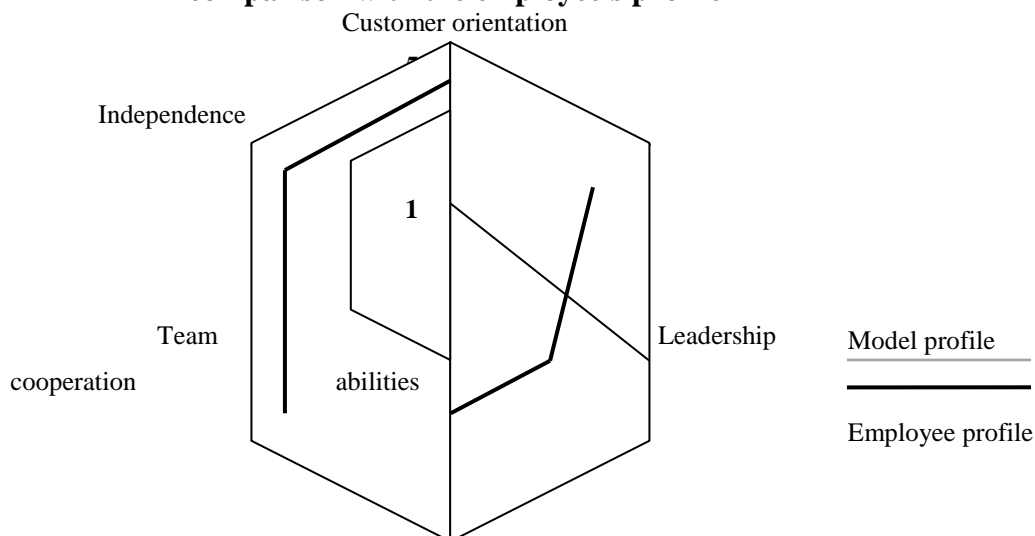 Customer orientation
Independence
1
Team
Leadership
Model profile
cooperation
abilities
Employee profile